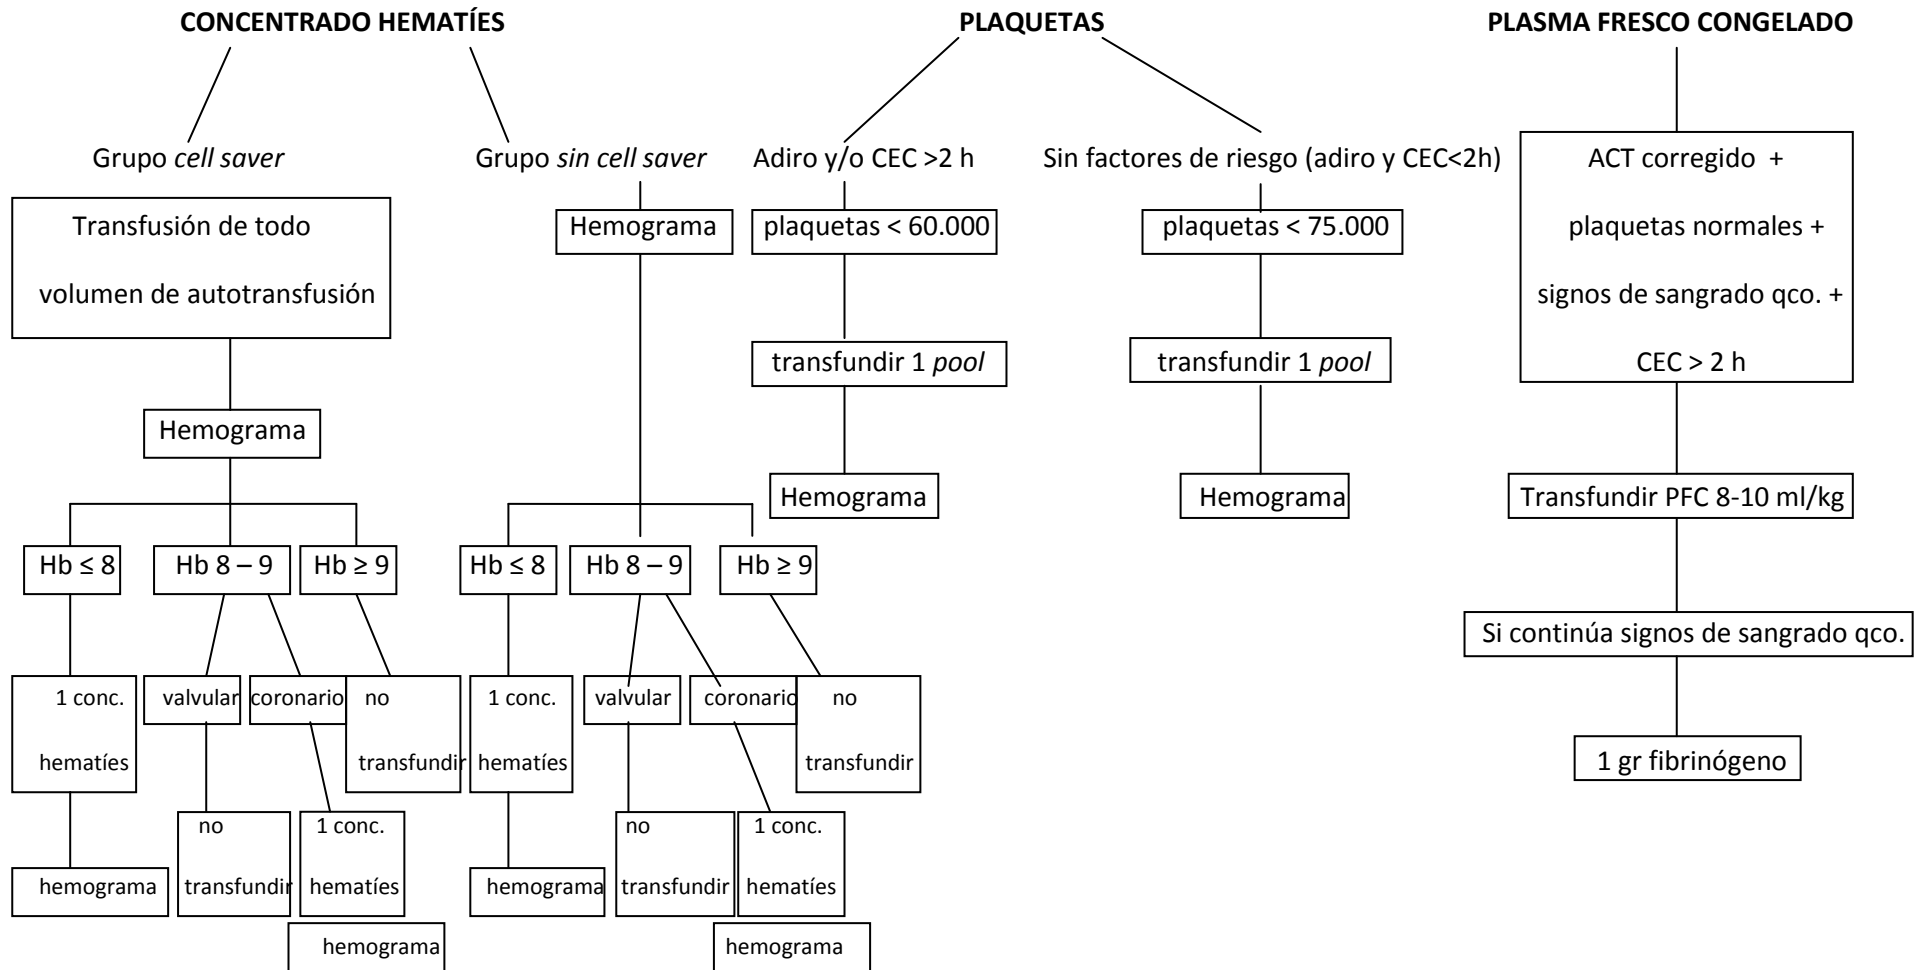 CONCENTRADO HEMATÍES
PLAQUETAS
PLASMA FRESCO CONGELADO
Grupo cell saver
Grupo sin cell saver
Adiro y/o CEC >2 h
Sin factores de riesgo (adiro y CEC<2h)
ACT corregido +
plaquetas normales +
signos de sangrado qco. +
CEC > 2 h
Transfusión de todo
volumen de autotransfusión
Hemograma
plaquetas < 60.000
plaquetas < 75.000
transfundir 1 pool
transfundir 1 pool
Hemograma
Hemograma
Hemograma
Transfundir PFC 8-10 ml/kg
Hb ≤ 8
Hb 8 – 9
Hb ≥ 9
Hb ≤ 8
Hb 8 – 9
Hb ≥ 9
Si continúa signos de sangrado qco.
1 conc.
hematíes
valvular
coronario
no
transfundir
1 conc.
hematíes
valvular
coronario
no
transfundir
1 gr fibrinógeno
hemograma
no
transfundir
1 conc.
hematíes
hemograma
hemograma
no
transfundir
1 conc.
hematíes
hemograma